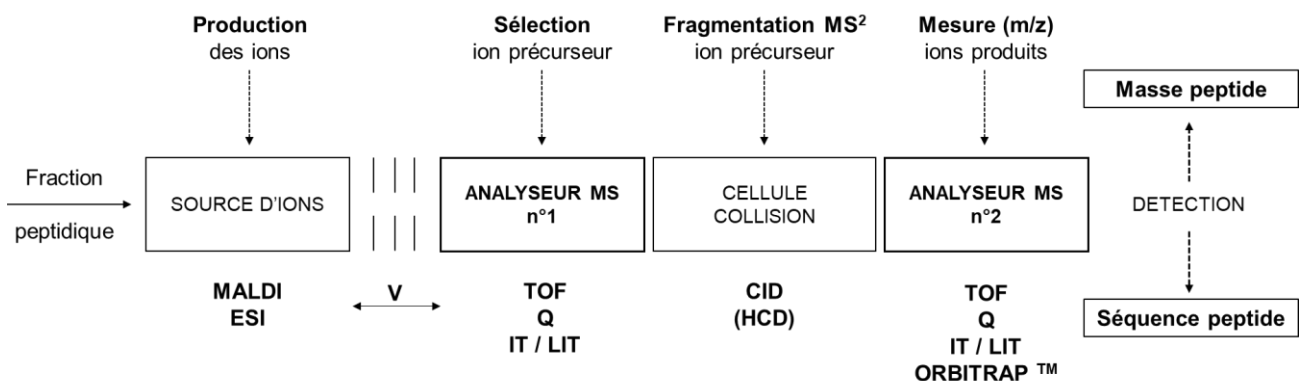 Production
des ions
Sélection
ion précurseur
Fragmentation MS²
ion précurseur
Mesure (m/z)
ions produits
Masse peptide
Fraction
peptidique
SOURCE D'IONS
ANALYSEUR MS
n°1
CELLULE
COLLISION
ANALYSEUR MS
n°2
DETECTION
MALDI
ESI
V
TOF
Q
IT / LIT
CID
(HCD)
TOF
Q
IT / LIT
ORBITRAP ™
Séquence peptide